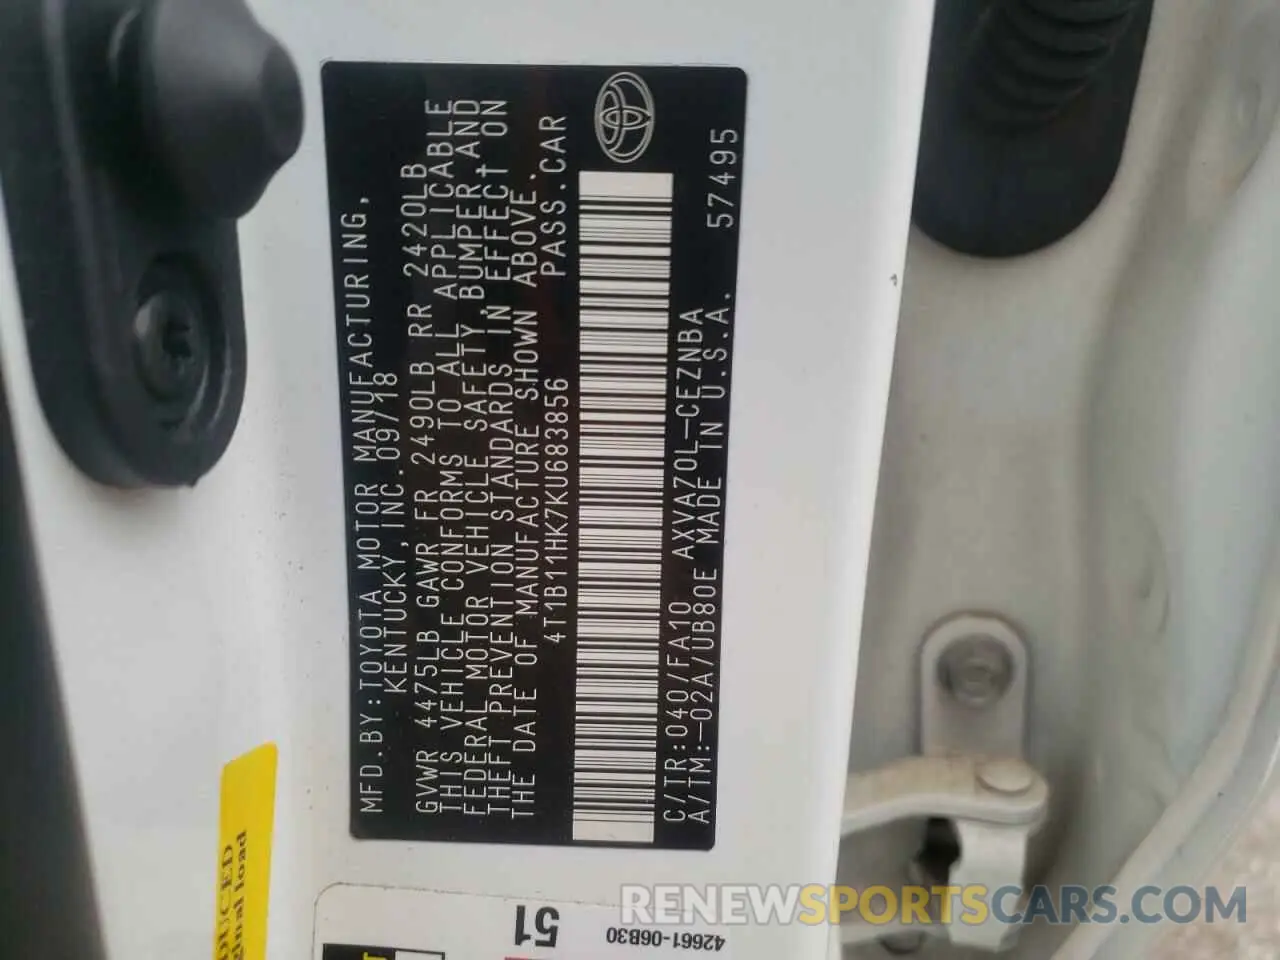 MFD.BY:TOYOTA MOTOR MANUFACTURING,
KENTUCKY,INC.09/18
GVWR 4475LB GAWR FR 2490LB RR 2420LB
THIS VEHICLE CONFORMS TO ALL APPLICABLE
FEDERAL MOTOR VEHICLE SAFETY,BUMPER,AND
THEFT PREVENTION STANDARDS IN EFFECT ON
THE DATE OF MANUFACTURE SHOWN ABOVE.
4T1B11HK7KU683856 PASS.CAR
C/TR:040/FA10 AXVA70L-CEZNBA
A/TM:-02A/UB80E MADE IN U.S.A. 57495
load
51
42661-06B30
RENEWSPORTSCARS.COM